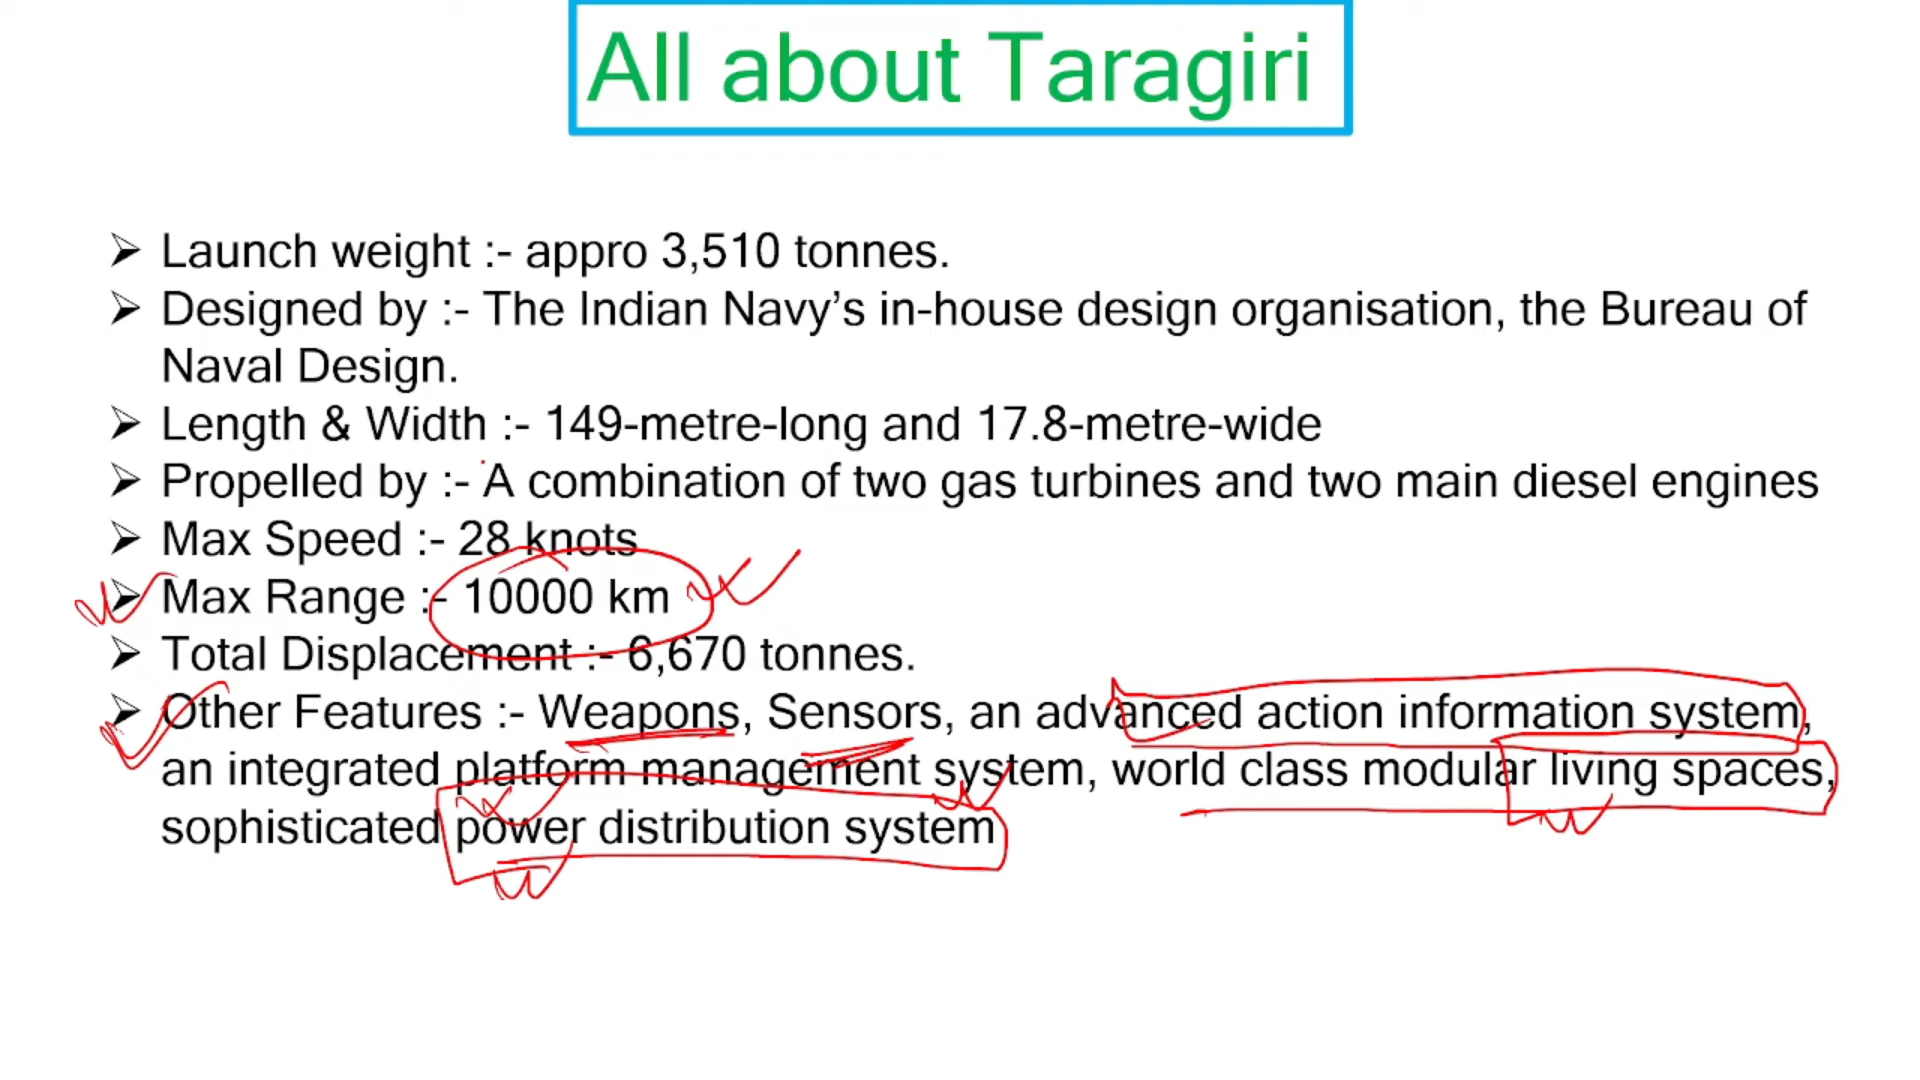 All about Taragiri
Launch weight :- appro 3,510 tonnes.
Designed by :- The Indian Navy’s in-house design organisation, the Bureau of
Naval Design.
Length & Width :- 149-metre-long and 17.8-metre-wide
Propelled by :- A combination of two gas turbines and two main diesel engines
Max Speed :- 28 knots
Max Range :- 10000 km
Total Displacement :- 6,670 tonnes.
Other Features :- Weapons, Sensors, an advanced action information system,
an integrated platform management system, world class modular living spaces,
sophisticated power distribution system